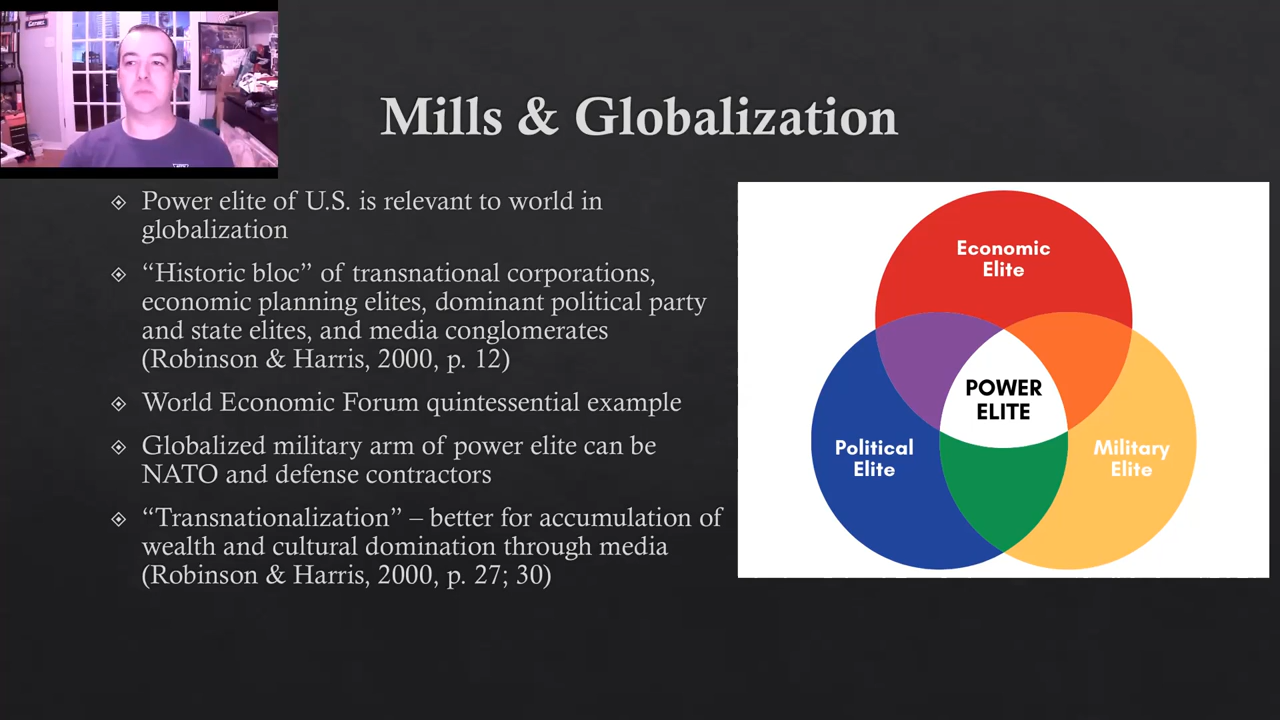 Mills & Globalization
Power elite of U.S. is relevant to world in
globalization
“Historic bloc” of transnational corporations,
economic planning elites, dominant political party
and state elites, and media conglomerates
(Robinson & Harris, 2000, p. 12)
World Economic Forum quintessential example
Globalized military arm of power elite can be
NATO and defense contractors
“Transnationalization” – better for accumulation of
wealth and cultural domination through media
(Robinson & Harris, 2000, p. 27; 30)
Economic
Elite
POWER
ELITE
Political
Elite
Military
Elite